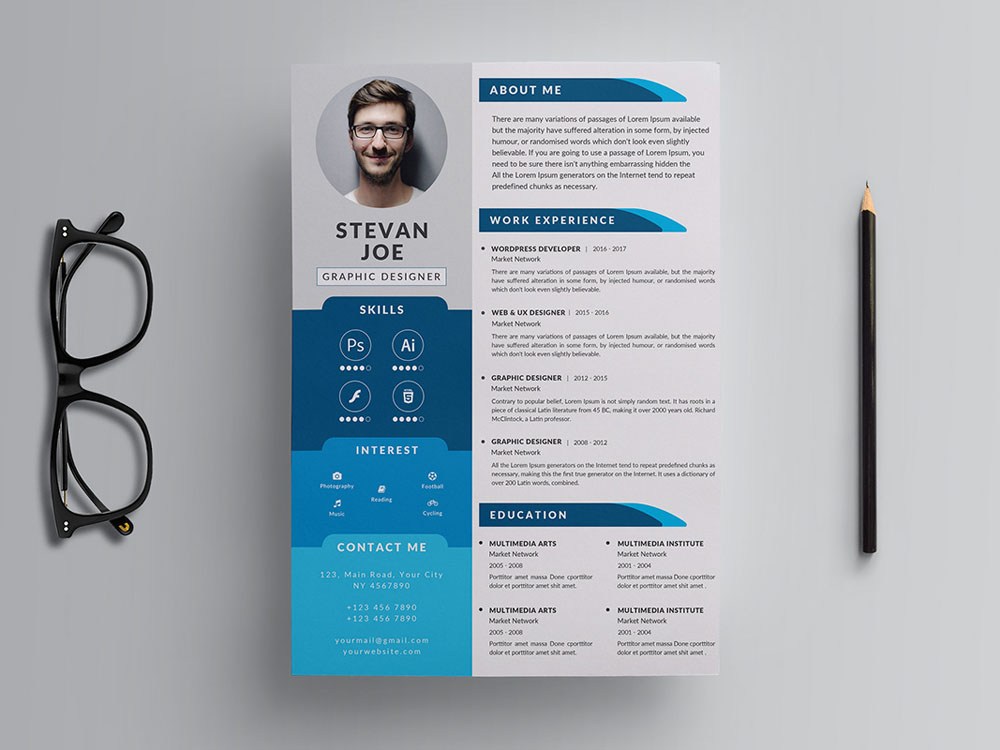 STEVAN
JOE
GRAPHIC DESIGNER
SKILLS
Ps
Ai
INTEREST
Photography
Football
Reading
Music
Cycling
CONTACT ME
123, Main Road, Your City
NY 4567890
+123 456 7890
+123 456 7890
yourmail@gmail.com
yourwebsite.com
ABOUT ME
There are many variations of passages of Lorem Ipsum available
but the majority have suffered alteration in some form, by injected
humour, or randomised words which don't look even slightly
believable. If you are going to use a passage of Lorem Ipsum, you
need to be sure there isn't anything embarrassing hidden the
All the Lorem Ipsum generators on the Internet tend to repeat
predefined chunks as necessary.
WORK EXPERIENCE
WORDPRESS DEVELOPER | 2016 - 2017
Market Network
There are many variations of passages of Lorem Ipsum available, but the majority
have suffered alteration in some form, by injected humour, or randomised words
which don't look even slightly believable.
WEB & UX DESIGNER | 2015 - 2016
Market Network
There are many variations of passages of Lorem Ipsum available, but the majority
have suffered alteration in some form, by injected humour, or randomised words
which don't look even slightly believable.
GRAPHIC DESIGNER | 2012 - 2015
Market Network
Contrary to popular belief, Lorem Ipsum is not simply random text. It has roots in a
piece of classical Latin literature from 45 BC, making it over 2000 years old. Richard
McClintock, a Latin professor.
GRAPHIC DESIGNER | 2008 - 2012
Market Network
All the Lorem Ipsum generators on the Internet tend to repeat predefined chunks as
necessary, making this the first true generator on the Internet. It uses a dictionary of
over 200 Latin words, combined.
EDUCATION
MULTIMEDIA ARTS
Market Network
2005 - 2008
Porttitor amet massa Done cporttitor
dolor et porttitor amet shit amet.
MULTIMEDIA INSTITUTE
Market Network
2001 - 2004
Porttitor amet massa Done cporttitor
dolor et porttitor amet shit amet .
MULTIMEDIA ARTS
Market Network
2005 - 2008
Porttitor amet massa Done cporttitor
dolor et porttitor amet shit amet.
MULTIMEDIA INSTITUTE
Market Network
2001 - 2004
Porttitor amet massa Done cporttitor
dolor et porttitor amet shit amet .